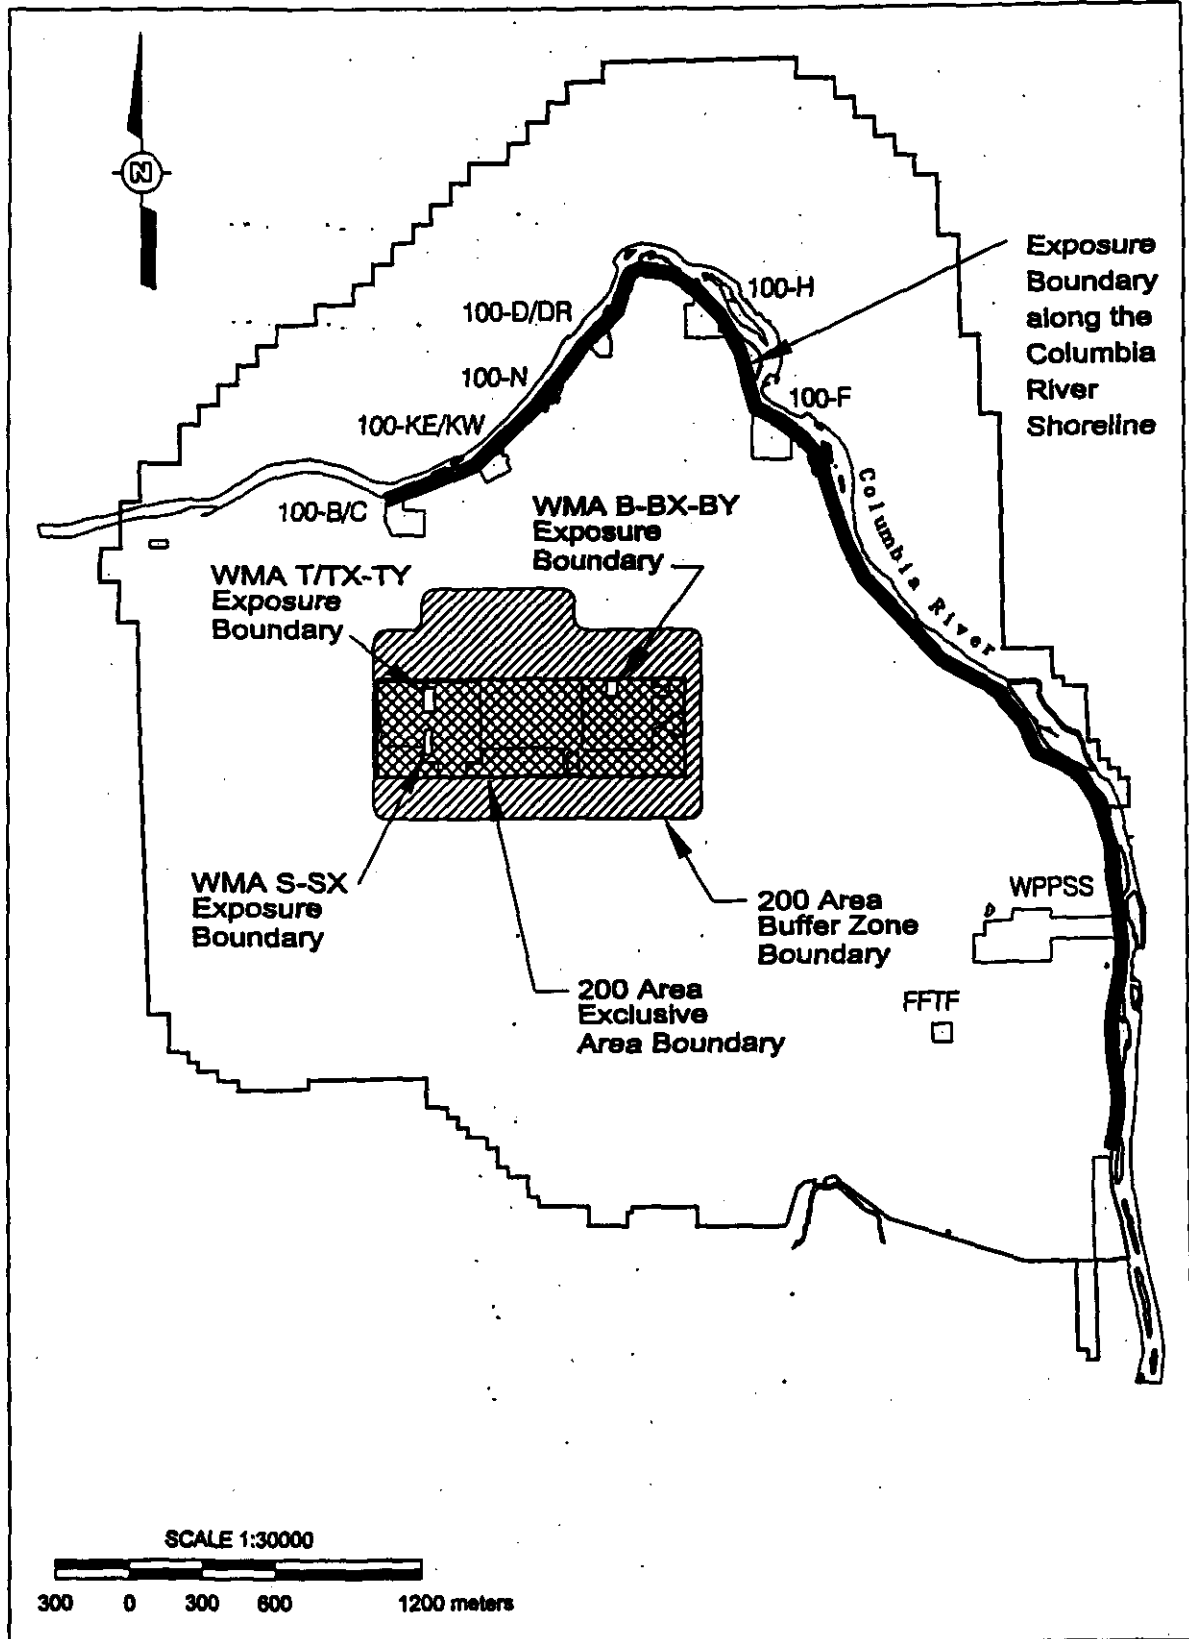 N
Exposure
Boundary
along the
Columbia
River
Shoreline
100-H
100-D/DR
100-N
100-F
100-KE/KW
100-B/C
Columbia River
WMA B-BX-BY
Exposure
Boundary
WMA T/TX-TY
Exposure
Boundary
WMA S-SX
Exposure
Boundary
200 Area
Buffer Zone
Boundary
WPPSS
200 Area
Exclusive
Area Boundary
FFTF
SCALE 1:30000
300 0 300 600 1200 meters